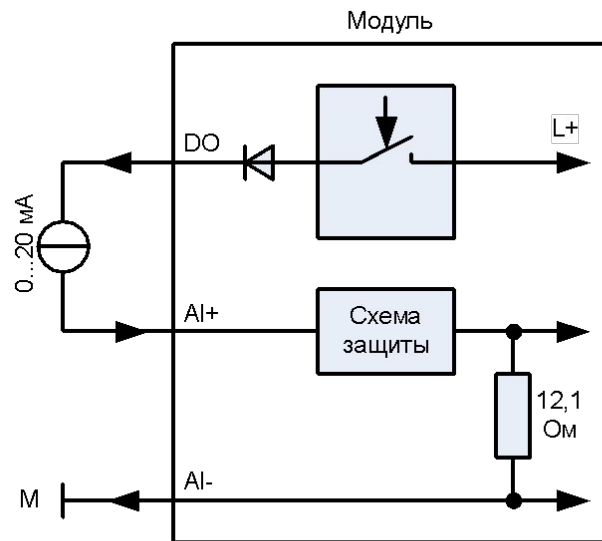 Модуль
DO
L+
0...20 мА
AI+
Схема
защиты
12,1
Ом
M
AI-